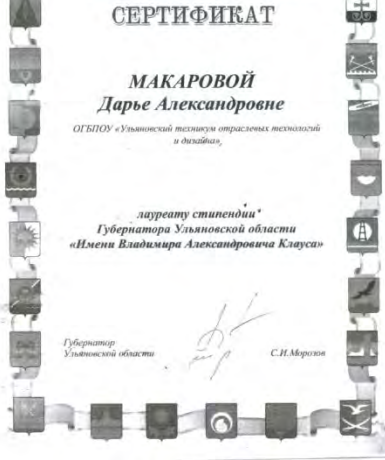 СЕРТИФИКАТ
МАКАРОВОЙ
Дарье Александровне
ОГБПОУ «Ульяновский техникум отраслевых технологий
и дизайна»,
лауреату стипендии
Губернатора Ульяновской области
«Имени Владимира Александровича Клауса»
Губернатор
Ульяновской области
С.И.Морозов